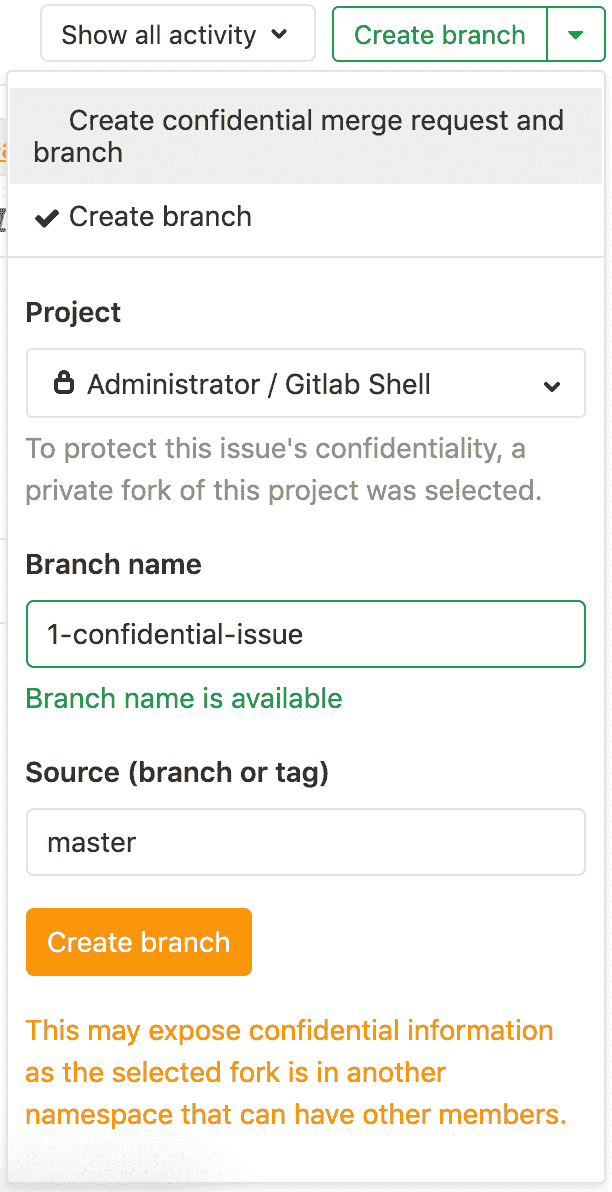 Show all activity
Create branch
Create confidential merge request and
branch
Create branch
Project
Administrator / Gitlab Shell
To protect this issue's confidentiality, a
private fork of this project was selected.
Branch name
1-confidential-issue
Branch name is available
Source (branch or tag)
master
Create branch
This may expose confidential information
as the selected fork is in another
namespace that can have other members.